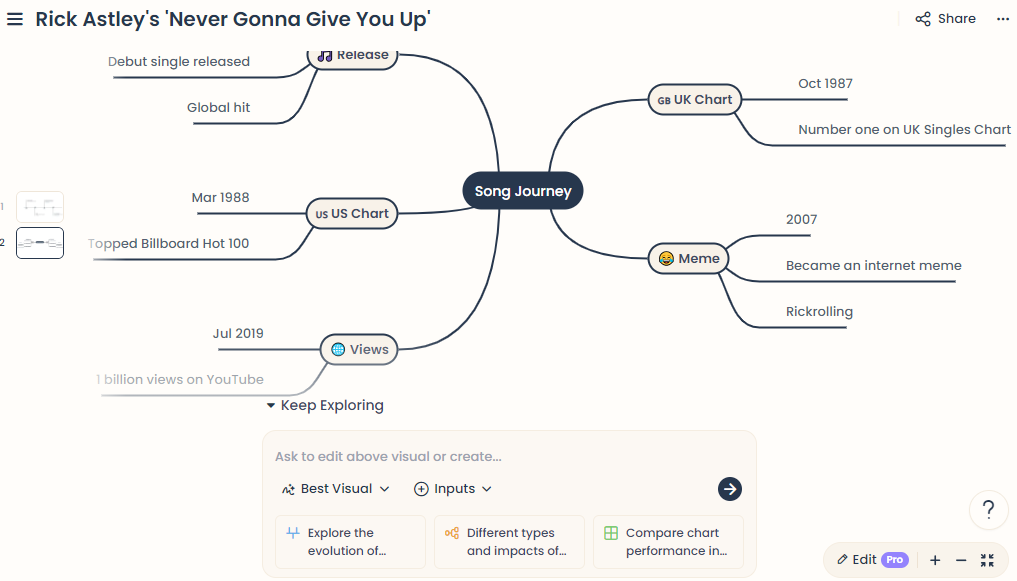 Rick Astley's 'Never Gonna Give You Up'
Share
Release
Debut single released
Global hit
GB UK Chart
Oct 1987
Number one on UK Singles Chart
Song Journey
US US Chart
Mar 1988
Topped Billboard Hot 100
1
2
Meme
2007
Became an internet meme
Rickrolling
Views
Jul 2019
1 billion views on YouTube
Keep Exploring
Ask to edit above visual or create...
Best Visual
Inputs
Explore the
evolution of...
Different types
and impacts of...
Compare chart
performance in...
?
Edit Pro